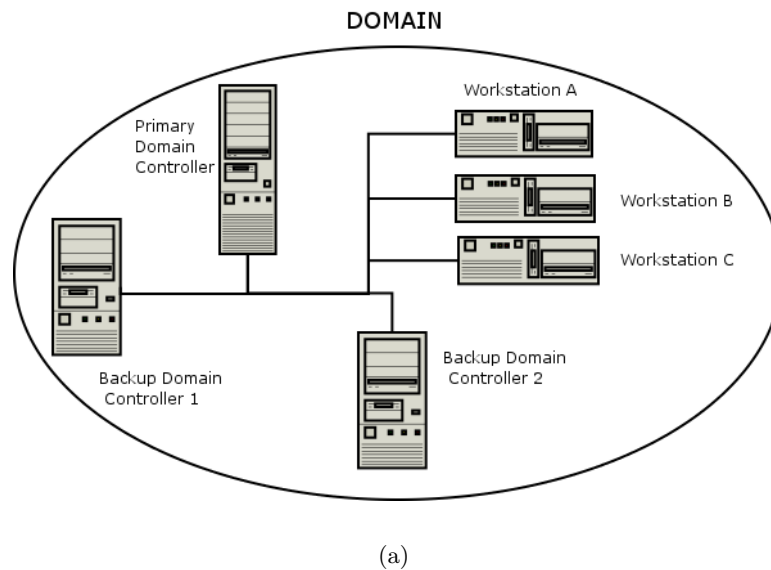 DOMAIN
Workstation A
Primary
Domain
Controller
Workstation B
Workstation C
Backup Domain
Controller 1
Backup Domain
Controller 2
(a)